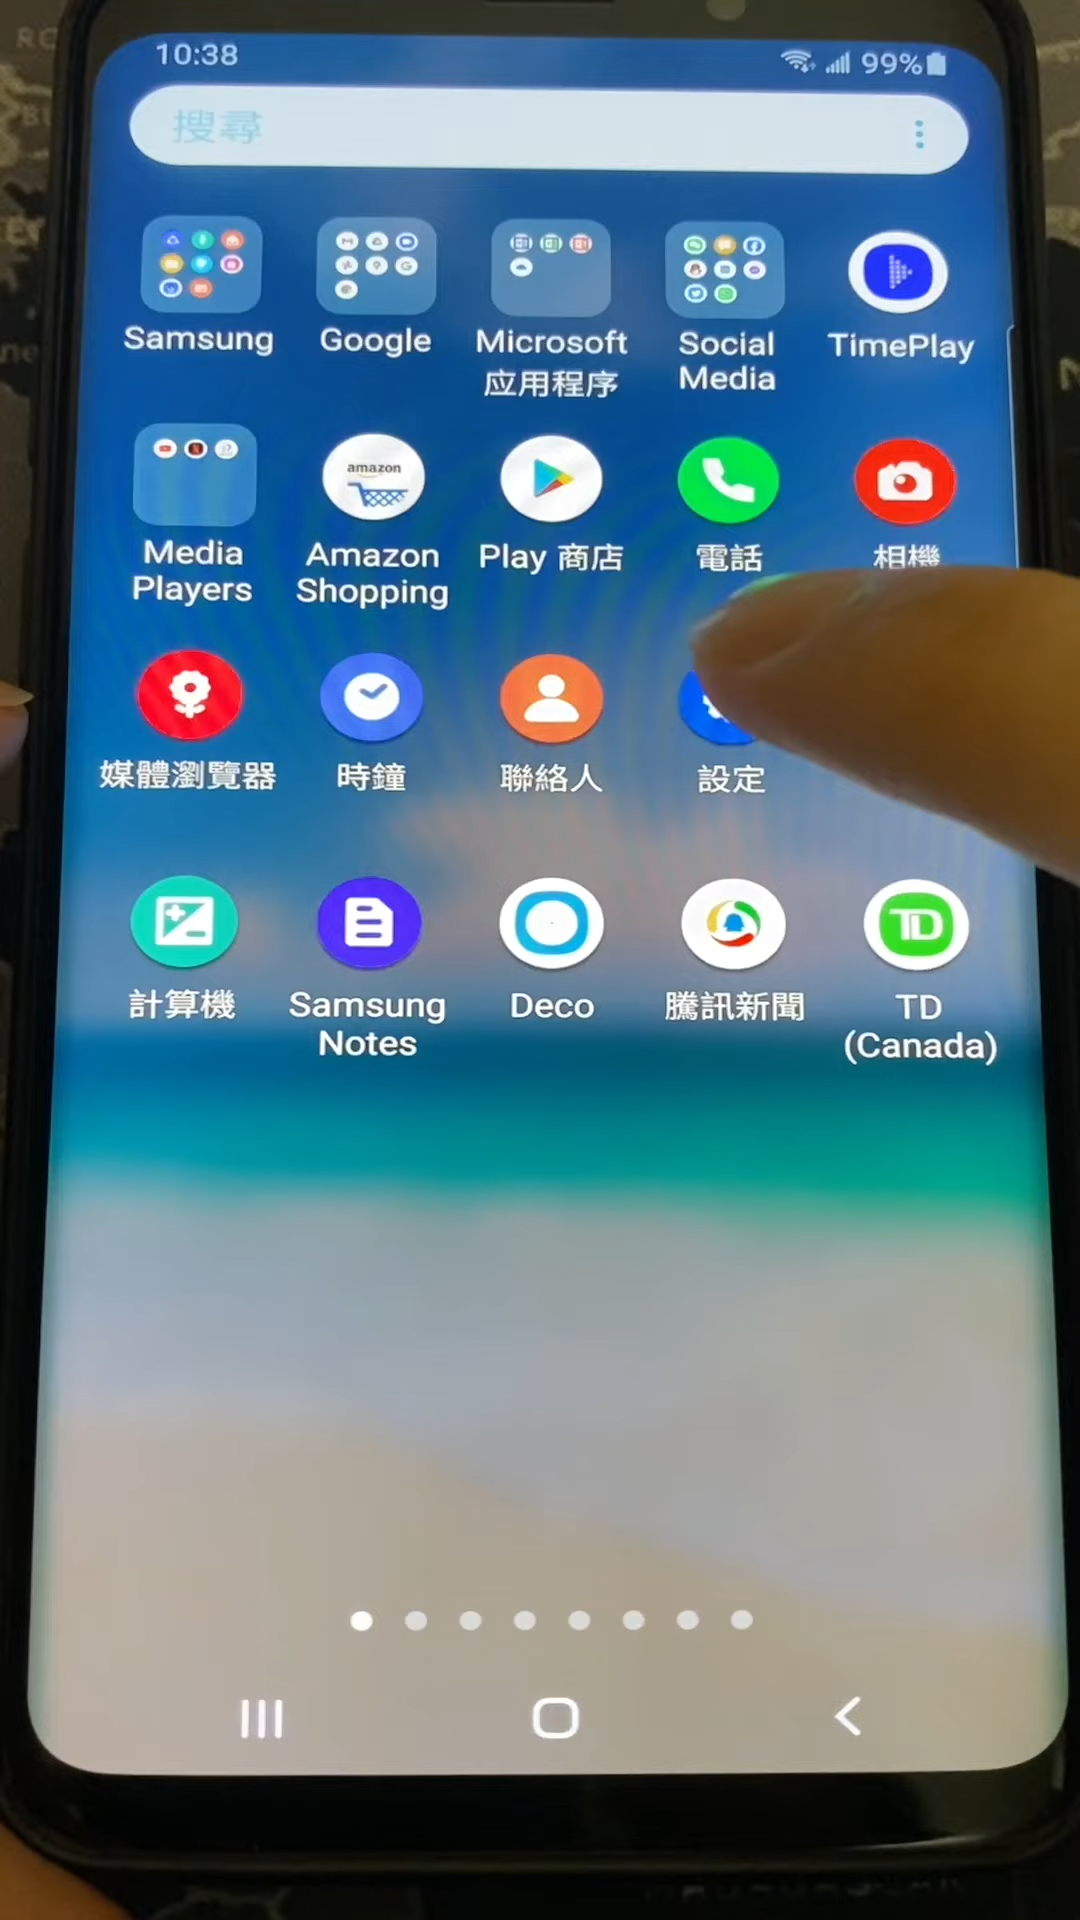 10:38
99%
搜尋
Samsung
Google
Microsoft
应用程序
Social
Media
TimePlay
Media
Players
amazon
Amazon
Shopping
Play 商店
電話
相機
媒體瀏覽器
時鐘
聯絡人
設定
計算機
Samsung
Notes
Deco
騰訊新聞
TD
TD
(Canada)